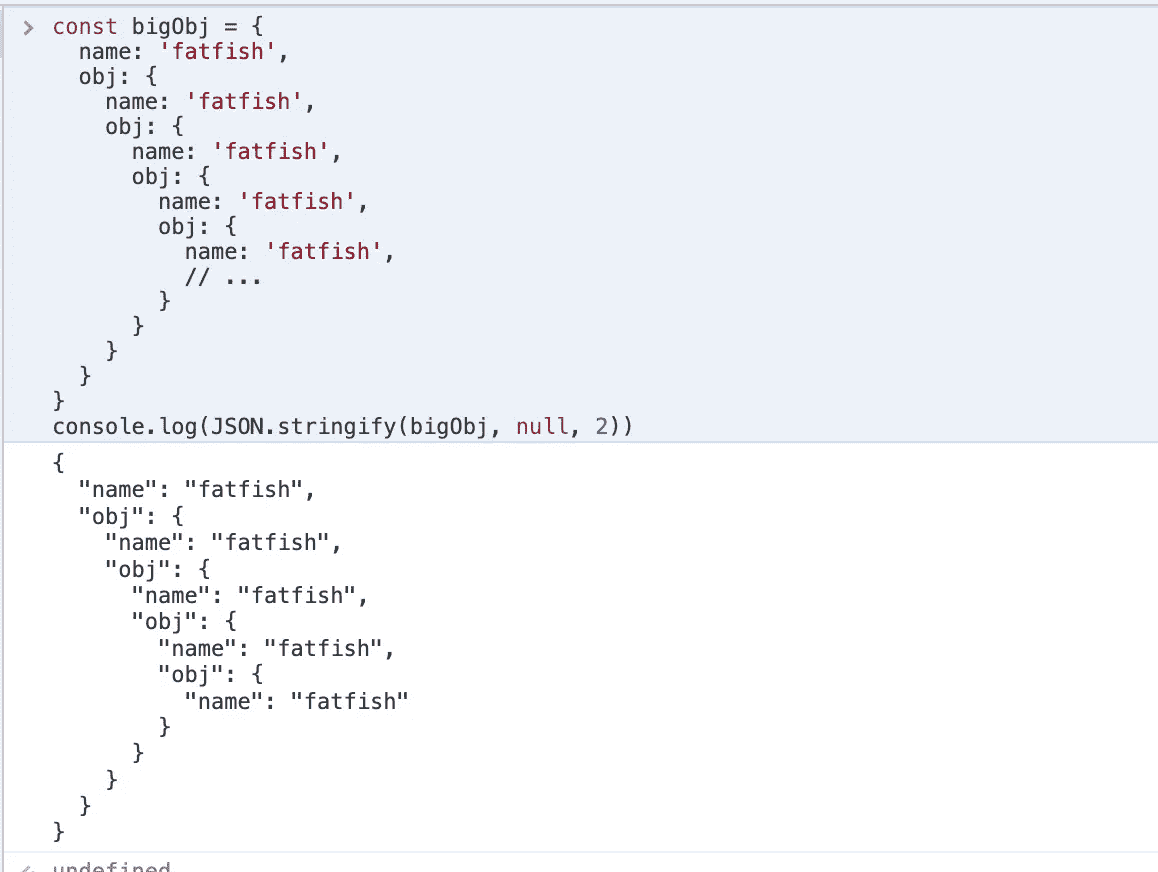 const bigObj = {
  name: 'fatfish',
  obj: {
    name: 'fatfish',
    obj: {
      name: 'fatfish',
      obj: {
        name: 'fatfish',
        obj: {
          name: 'fatfish',
          // ...
        }
      }
    }
  }
}
console.log(JSON.stringify(bigObj, null, 2))
{
  "name": "fatfish",
  "obj": {
    "name": "fatfish",
    "obj": {
      "name": "fatfish",
      "obj": {
        "name": "fatfish",
        "obj": {
          "name": "fatfish"
        }
      }
    }
  }
}
undefined